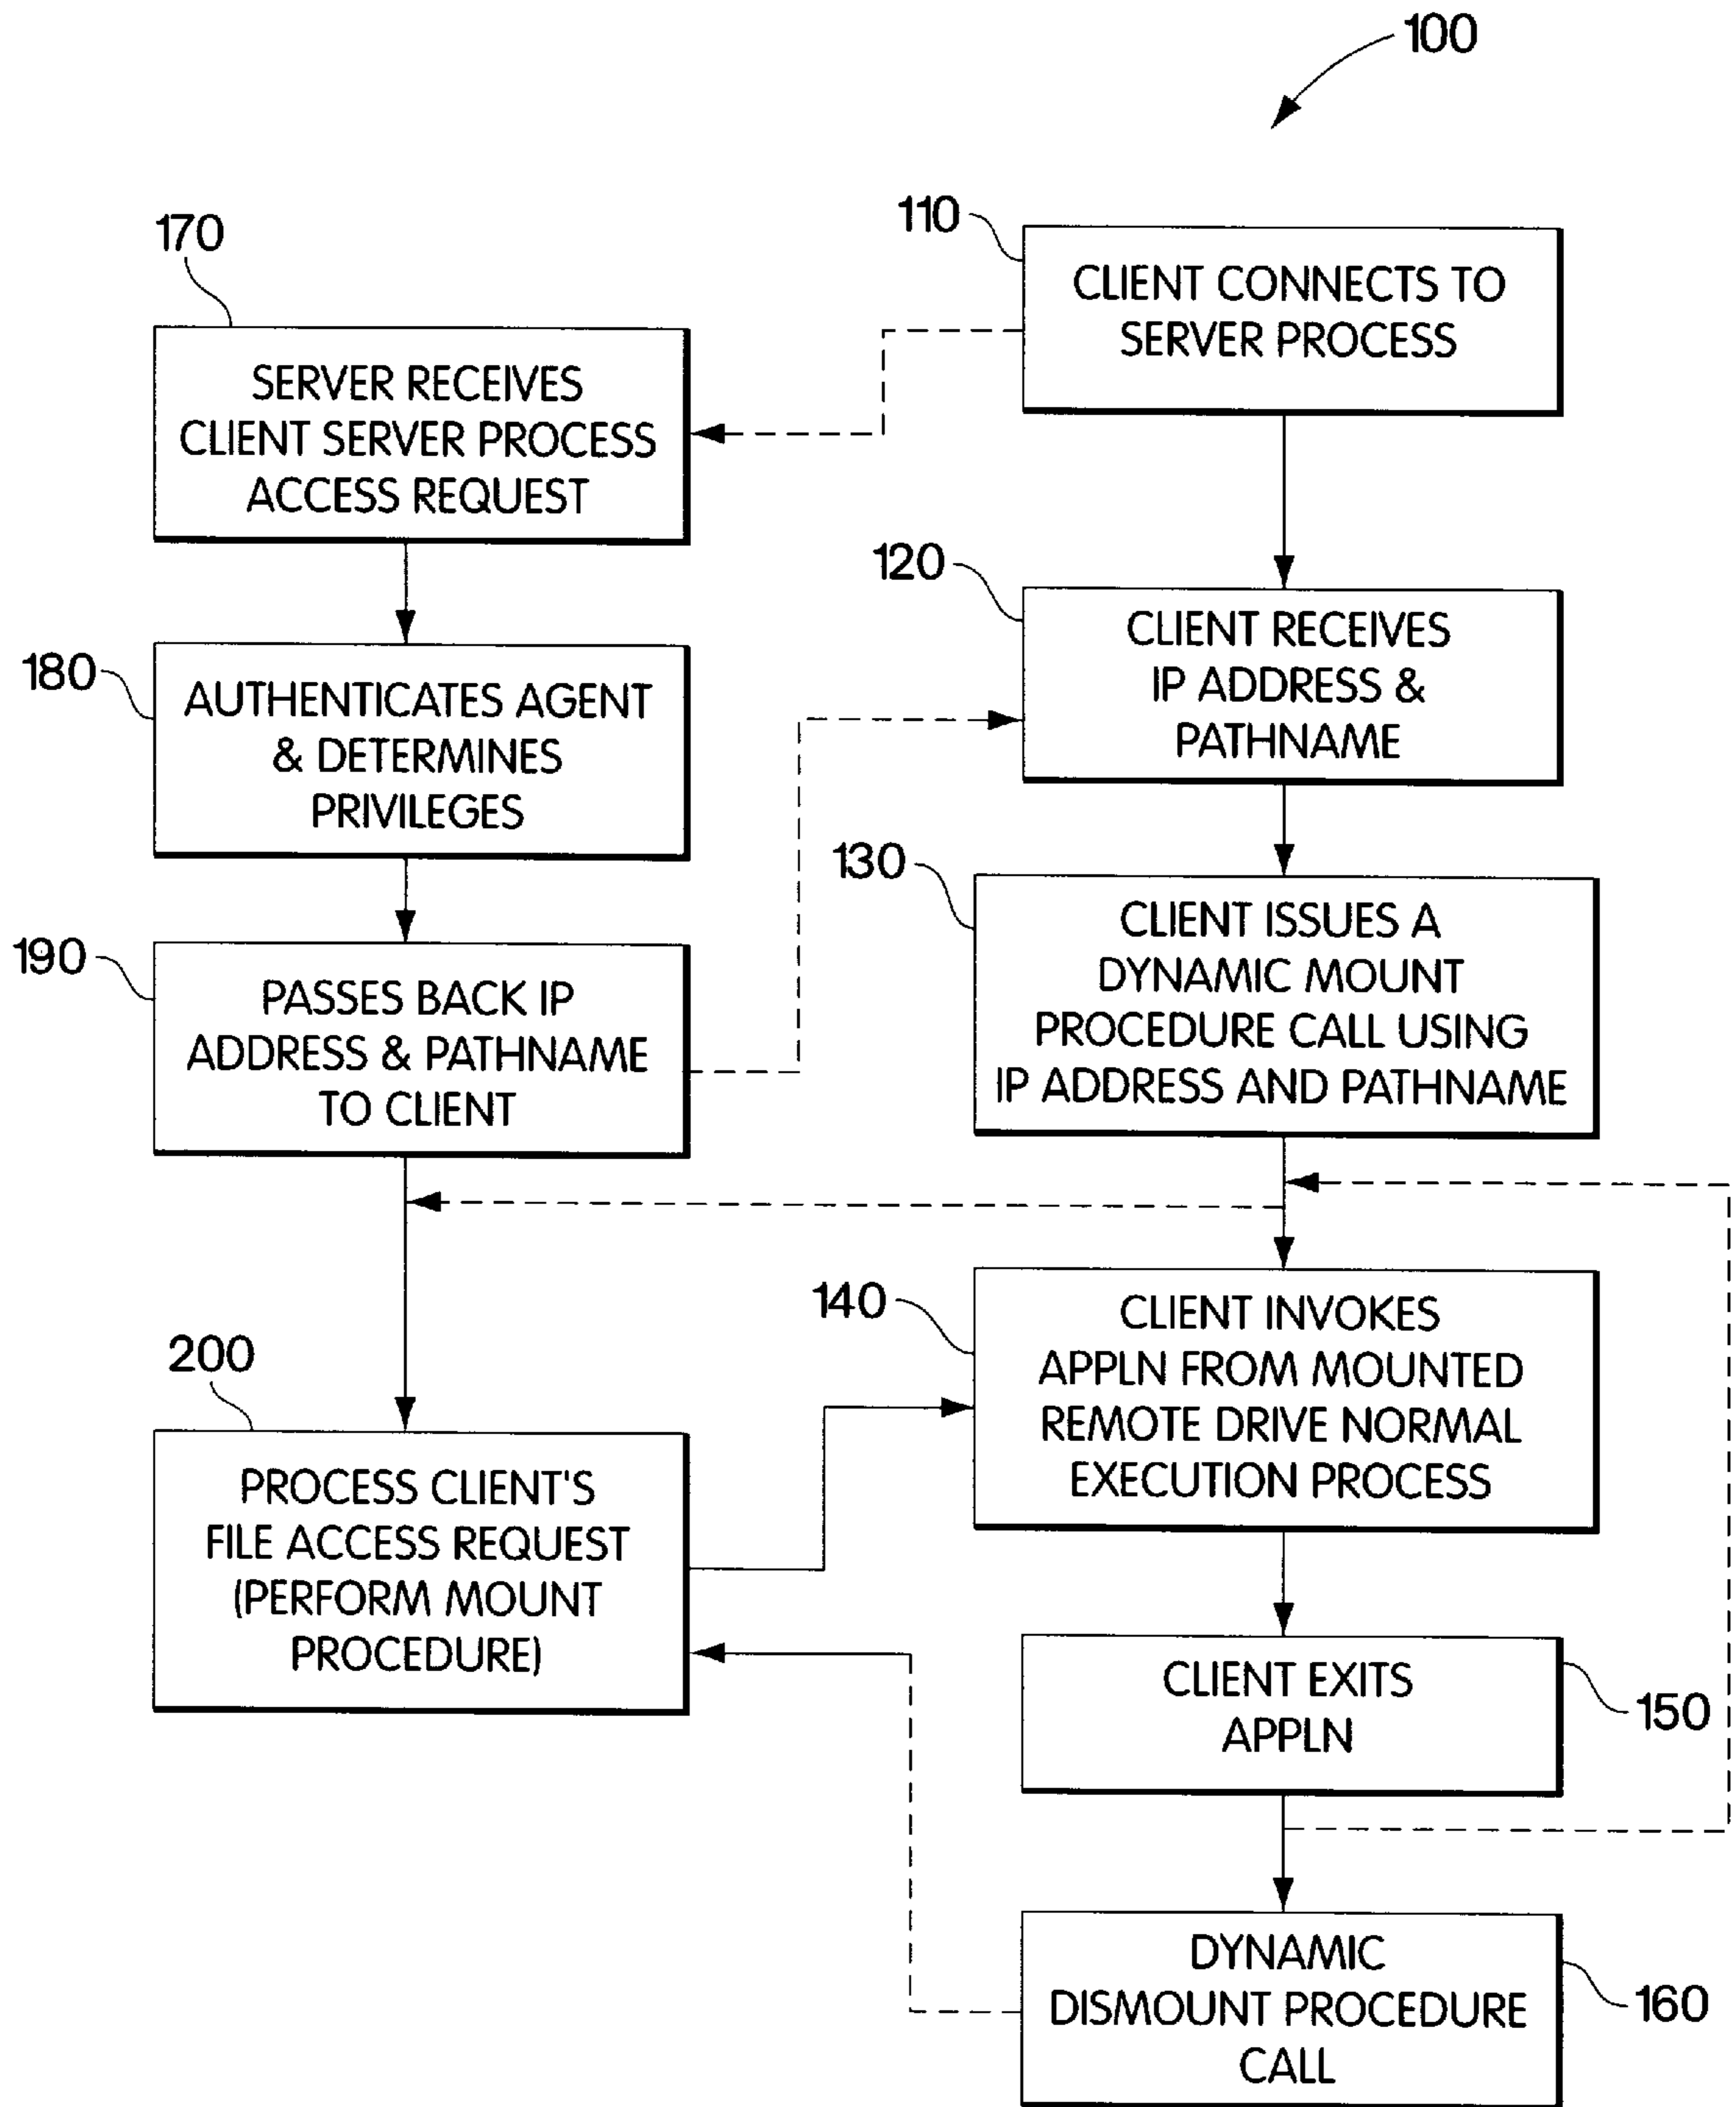 100
110
CLIENT CONNECTS TO
SERVER PROCESS
170
SERVER RECEIVES
CLIENT SERVER PROCESS
ACCESS REQUEST
120
CLIENT RECEIVES
IP ADDRESS &
PATHNAME
180
AUTHENTICATES AGENT
& DETERMINES
PRIVILEGES
130
CLIENT ISSUES A
DYNAMIC MOUNT
PROCEDURE CALL USING
IP ADDRESS AND PATHNAME
190
PASSES BACK IP
ADDRESS & PATHNAME
TO CLIENT
140
CLIENT INVOKES
APPLN FROM MOUNTED
REMOTE DRIVE NORMAL
EXECUTION PROCESS
200
PROCESS CLIENT'S
FILE ACCESS REQUEST
(PERFORM MOUNT
PROCEDURE)
CLIENT EXITS
APPLN
150
DYNAMIC
DISMOUNT PROCEDURE
CALL
160